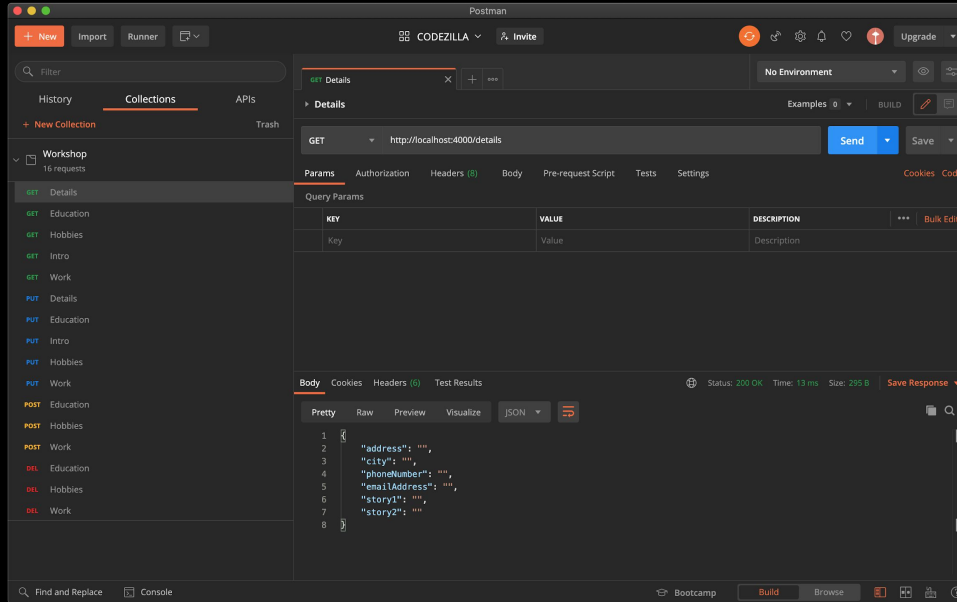 Postman
+ New Import Runner CODEZILLA Invite Upgrade
Filter
History Collections APIs
+ New Collection Trash
Workshop
16 requests
GET Details
GET Education
GET Hobbies
GET Intro
GET Work
PUT Details
PUT Education
PUT Intro
PUT Hobbies
PUT Work
POST Education
POST Hobbies
POST Work
DEL Education
DEL Hobbies
DEL Work
GET Details No Environment
Details Examples 0 BUILD
GET http://localhost:4000/details Send Save
Params Authorization Headers (8) Body Pre-request Script Tests Settings Cookies Cod
Query Params
KEY VALUE DESCRIPTION Bulk Edi
Key Value Description
Body Cookies Headers (6) Test Results Status: 200 OK Time: 13 ms Size: 295 B Save Response
Pretty Raw Preview Visualize JSON
1 {
2 "address": "",
3 "city": "",
4 "phoneNumber": "",
5 "emailAddress": "",
6 "story1": "",
7 "story2": ""
8 }
Find and Replace Console Bootcamp Build Browse